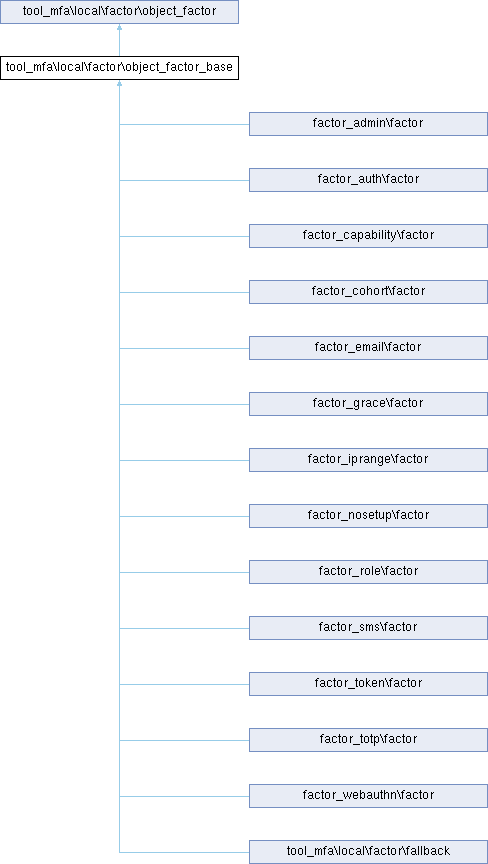 tool_mfa\local\factor\object_factor
tool_mfa\local\factor\object_factor_base
factor_admin\factor
factor_auth\factor
factor_capability\factor
factor_cohort\factor
factor_email\factor
factor_grace\factor
factor_iprange\factor
factor_nosetup\factor
factor_role\factor
factor_sms\factor
factor_token\factor
factor_totp\factor
factor_webauthn\factor
tool_mfa\local\factor\fallback